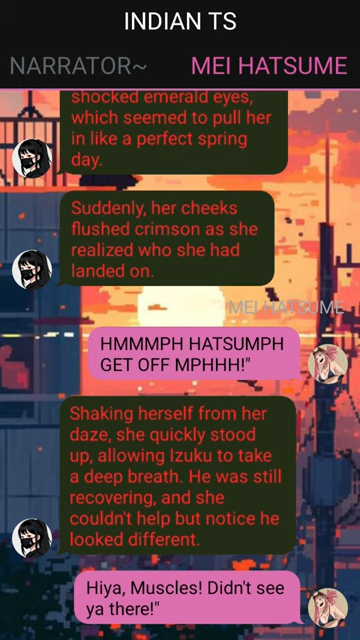 INDIAN TS
NARRATOR~ MEI HATSUME
shocked emerald eyes,
which seemed to pull her
in like a perfect spring
day.
Suddenly, her cheeks
flushed crimson as she
realized who she had
landed on.
MEI HATSUME
HMMMPH HATSUMPH
GET OFF MPHHH!"
Shaking herself from her
daze, she quickly stood
up, allowing Izuku to take
a deep breath. He was still
recovering, and she
couldn't help but notice he
looked different.
Hiya, Muscles! Didn't see
ya there!"